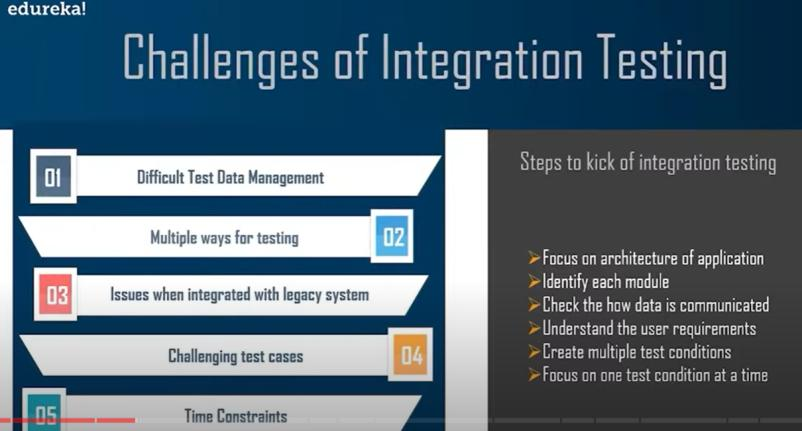 edureka!
Challenges of Integration Testing
01
Difficult Test Data Management
Multiple ways for testing
02
03
Issues when integrated with legacy system
Challenging test cases
04
05
Time Constraints
Steps to kick of integration testing
Focus on architecture of application
Identify each module
Check the how data is communicated
Understand the user requirements
Create multiple test conditions
Focus on one test condition at a time